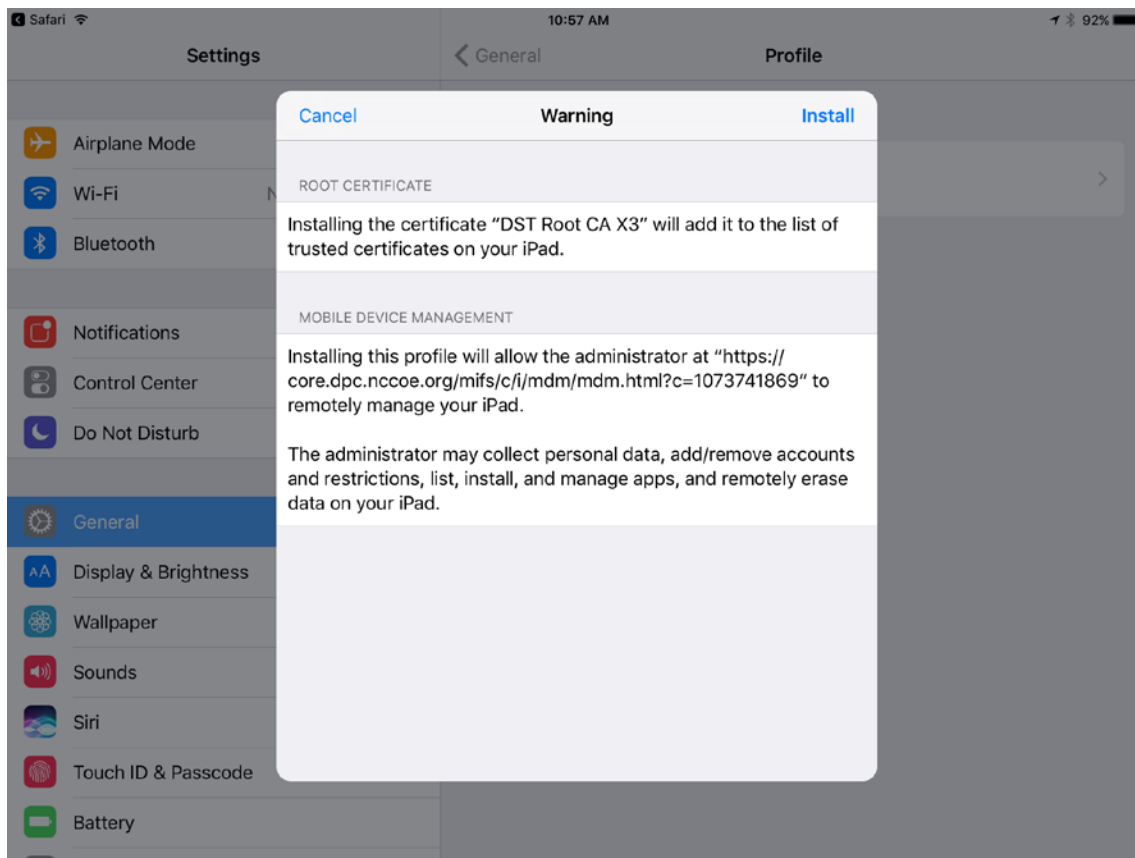 Safari
10:57 AM
92%
Settings
General
Profile
Cancel
Warning
Install
Airplane Mode
Wi-Fi
N
Bluetooth
Notifications
Control Center
Do Not Disturb
General
Display & Brightness
Wallpaper
Sounds
Siri
Touch ID & Passcode
Battery
ROOT CERTIFICATE
Installing the certificate “DST Root CA X3” will add it to the list of
trusted certificates on your iPad.
MOBILE DEVICE MANAGEMENT
Installing this profile will allow the administrator at “https://
core.dpc.nccoe.org/mifs/c/i/mdm/mdm.html?c=1073741869” to
remotely manage your iPad.
The administrator may collect personal data, add/remove accounts
and restrictions, list, install, and manage apps, and remotely erase
data on your iPad.